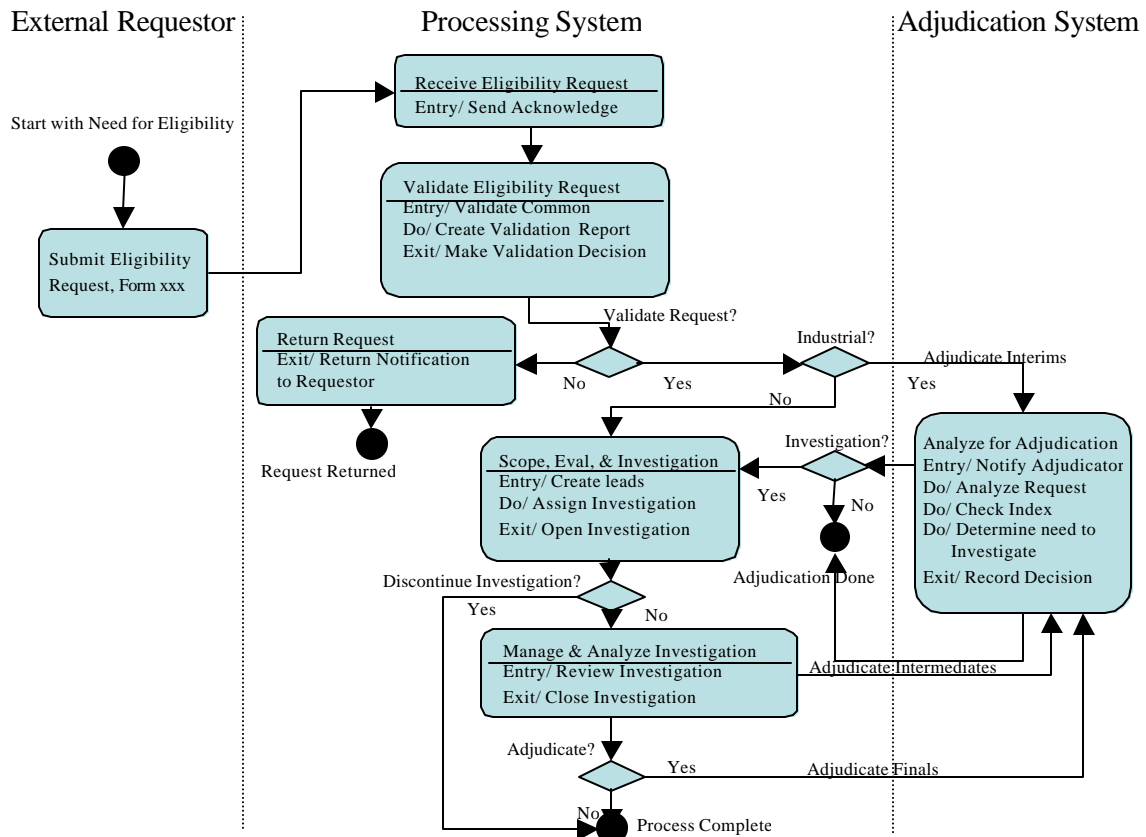 External Requestor
Processing System
Adjudication System
Receive Eligibility Request
Entry/ Send Acknowledge
Start with Need for Eligibility
Validate Eligibility Request
Entry/ Validate Common
Do/ Create Validation Report
Exit/ Make Validation Decision
Submit Eligibility
Request, Form xxx
Validate Request?
Industrial?
Return Request
Exit/ Return Notification
to Requestor
No
Yes
Adjudicate Interims
Yes
No
Request Returned
Investigation?
Analyze for Adjudication
Entry/ Notify Adjudicator
Do/ Analyze Request
Do/ Check Index
Do/ Determine need to
Investigate
Exit/ Record Decision
Scope, Eval, & Investigation
Entry/ Create leads
Do/ Assign Investigation
Exit/ Open Investigation
Yes
No
Adjudication Done
Discontinue Investigation?
Yes
No
Manage & Analyze Investigation
Entry/ Review Investigation
Exit/ Close Investigation
Adjudicate Intermediates
Adjudicate?
Yes
Adjudicate Finals
No
Process Complete